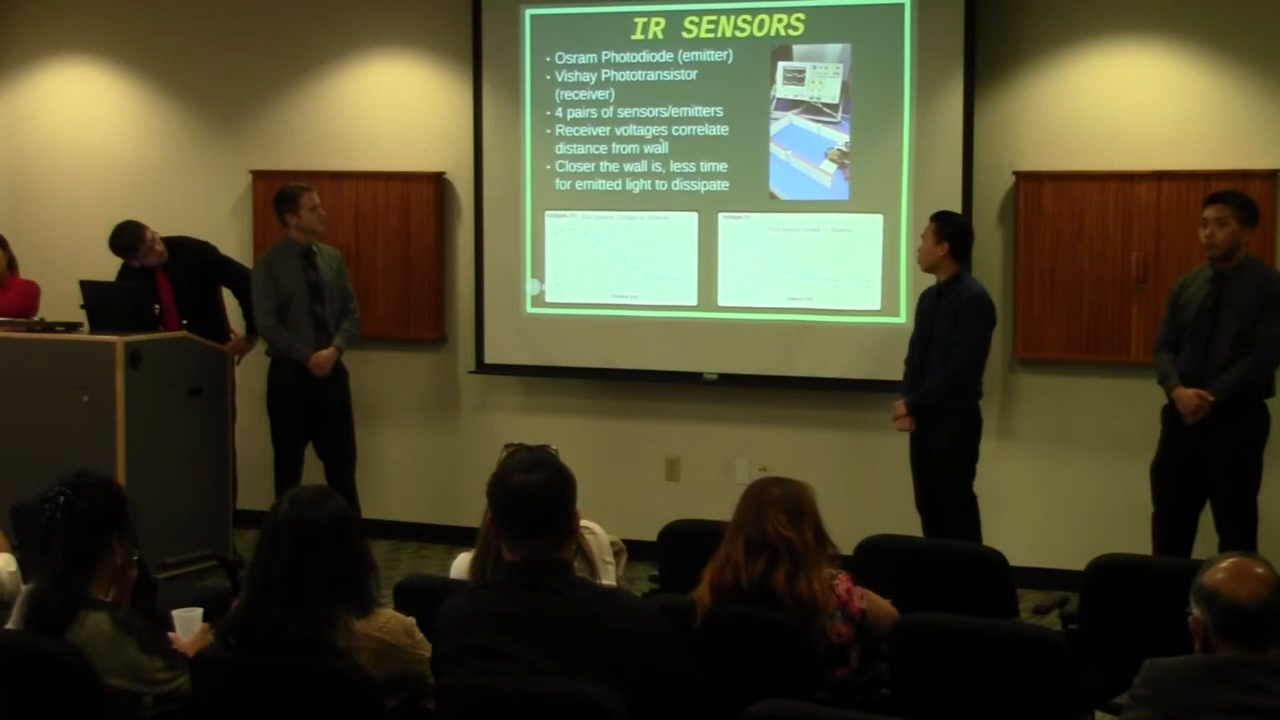 IR SENSORS
- Osram Photodiode (emitter)
- Vishay Phototransistor
(receiver)
- 4 pairs of sensors/emitters
- Receiver voltages correlate
distance from wall
- Closer the wall is, less time
for emitted light to dissipate